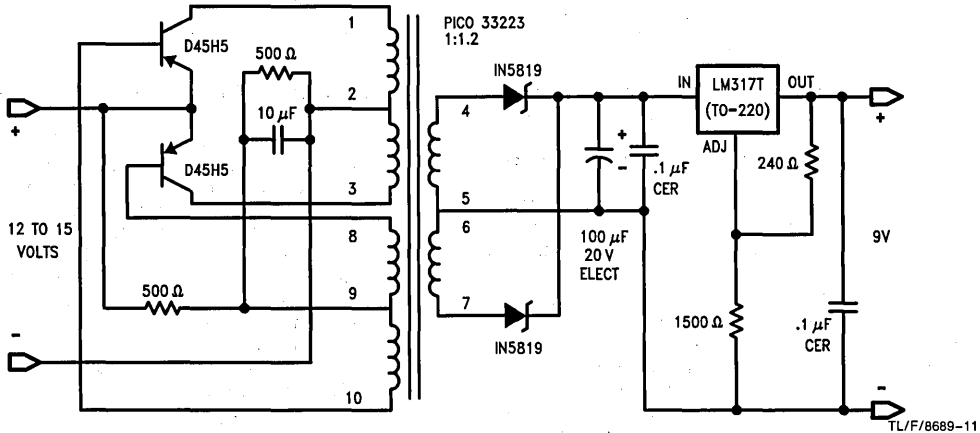 1
D45H5
500 Ω
2
10 µF
+
D45H5
3
12 TO 15
VOLTS
8
500 Ω
9
-
10
PICO 33223
1:1.2
4
IN5819
5
6
7
IN5819
+
-
100 µF
20 V
ELECT
.1 µF
CER
IN
LM317T
(TO-220)
OUT
ADJ
240 Ω
1500 Ω
+
9V
.1 µF
CER
-
TL/F/8689-11